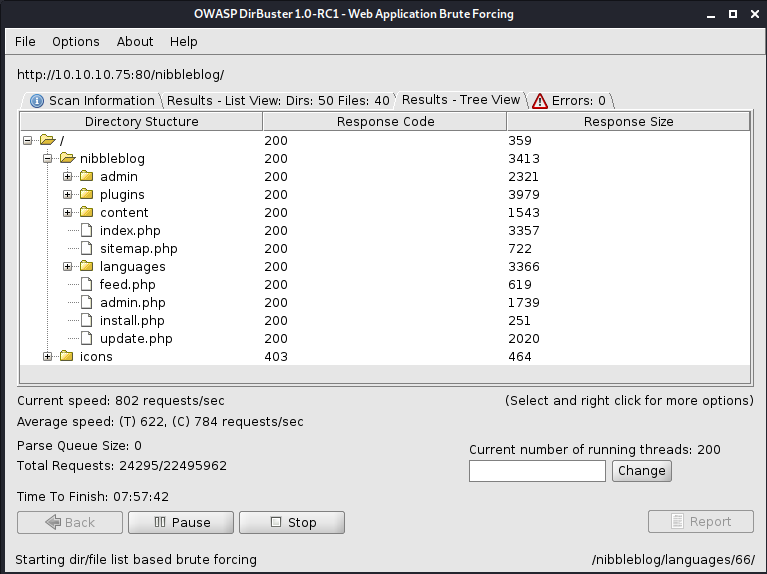 OWASP DirBuster 1.0-RC1 - Web Application Brute Forcing
File Options About Help
http://10.10.10.75:80/nibbleblog/
Scan Information Results - List View: Dirs: 50 Files: 40 Results - Tree View Errors: 0
Directory Stucture Response Code Response Size
/ 200 359
nibbleblog 200 3413
admin 200 2321
plugins 200 3979
content 200 1543
index.php 200 3357
sitemap.php 200 722
languages 200 3366
feed.php 200 619
admin.php 200 1739
install.php 200 251
update.php 200 2020
icons 403 464
Current speed: 802 requests/sec (Select and right click for more options)
Average speed: (T) 622, (C) 784 requests/sec
Parse Queue Size: 0
Current number of running threads: 200
Total Requests: 24295/22495962
Change
Time To Finish: 07:57:42
Back Pause Stop Report
Starting dir/file list based brute forcing /nibbleblog/languages/66/